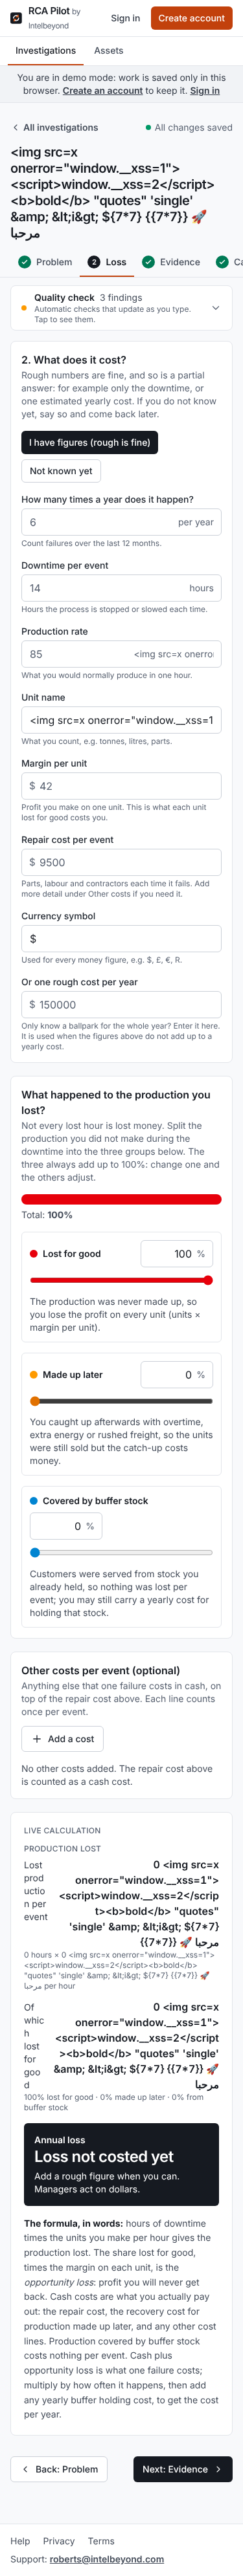 RCA Pilot by Intelbeyond
Sign in
Create account
Investigations
Assets
You are in demo mode: work is saved only in this
browser. Create an account to keep it. Sign in
All investigations
All changes saved
<img src=x
onerror="window.__xss=1">
<script>window.__xss=2</script>
<b>bold</b> "quotes" 'single'
&amp; &lt;i&gt; ${7*7} {{7*7}} 🚀
مرحبا
Problem
2 Loss
Evidence
Quality check 3 findings
Automatic checks that update as you type.
Tap to see them.
2. What does it cost?
Rough numbers are fine, and so is a partial
answer: for example only the downtime, or
one estimated yearly cost. If you do not know
yet, say so and come back later.
I have figures (rough is fine)
Not known yet
How many times a year does it happen?
6 per year
Count failures over the last 12 months.
Downtime per event
14 hours
Hours the process is stopped or slowed each time.
Production rate
85 <img src=x onerror
What you would normally produce in one hour.
Unit name
<img src=x onerror="window.__xss=1
What you count, e.g. tonnes, litres, parts.
Margin per unit
$ 42
Profit you make on one unit. This is what each unit
lost for good costs you.
Repair cost per event
$ 9500
Parts, labour and contractors each time it fails. Add
more detail under Other costs if you need it.
Currency symbol
$
Used for every money figure, e.g. $, £, €, R.
Or one rough cost per year
$ 150000
Only know a ballpark for the whole year? Enter it here.
It is used when the figures above do not add up to a
yearly cost.
What happened to the production you
lost?
Not every lost hour is lost money. Split the
production you did not make during the
downtime into the three groups below. The
three always add up to 100%: change one and
the others adjust.
Total: 100%
Lost for good
100 %
The production was never made up, so
you lose the profit on every unit (units ×
margin per unit).
Made up later
0 %
You caught up afterwards with overtime,
extra energy or rushed freight, so the units
were still sold but the catch-up costs
money.
Covered by buffer stock
0 %
Customers were served from stock you
already held, so nothing was lost per
event; you may still carry a yearly cost for
holding that stock.
Other costs per event (optional)
Anything else that one failure costs in cash, on
top of the repair cost above. Each line counts
once per event.
Add a cost
No other costs added. The repair cost above
is counted as a cash cost.
LIVE CALCULATION
PRODUCTION LOST
Lost
prod
uctio
n per
event
0 <img src=x
onerror="window.__xss=1">
<script>window.__xss=2</scrip
t><b>bold</b> "quotes"
'single' &amp; &lt;i&gt; ${7*7}
{{7*7}} 🚀 مرحبا
0 hours × 0 <img src=x onerror="window.__xss=1">
<script>window.__xss=2</script><b>bold</b>
"quotes" 'single' &amp; &lt;i&gt; ${7*7} {{7*7}} 🚀
مرحبا per hour
Of
whic
h
lost
for
goo
d
0 <img src=x
onerror="window.__xss=1">
<script>window.__xss=2</script
><b>bold</b> "quotes" 'single'
&amp; &lt;i&gt; ${7*7} {{7*7}} 🚀
مرحبا
100% lost for good · 0% made up later · 0% from
buffer stock
Annual loss
Loss not costed yet
Add a rough figure when you can.
Managers act on dollars.
The formula, in words: hours of downtime
times the units you make per hour gives the
production lost. The share lost for good,
times the margin on each unit, is the
opportunity loss: profit you will never get
back. Cash costs are what you actually pay
out: the repair cost, the recovery cost for
production made up later, and any other cost
lines. Production covered by buffer stock
costs nothing per event. Cash plus
opportunity loss is what one failure costs;
multiply by how often it happens, then add
any yearly buffer holding cost, to get the cost
per year.
Back: Problem
Next: Evidence
Help Privacy Terms
Support: roberts@intelbeyond.com